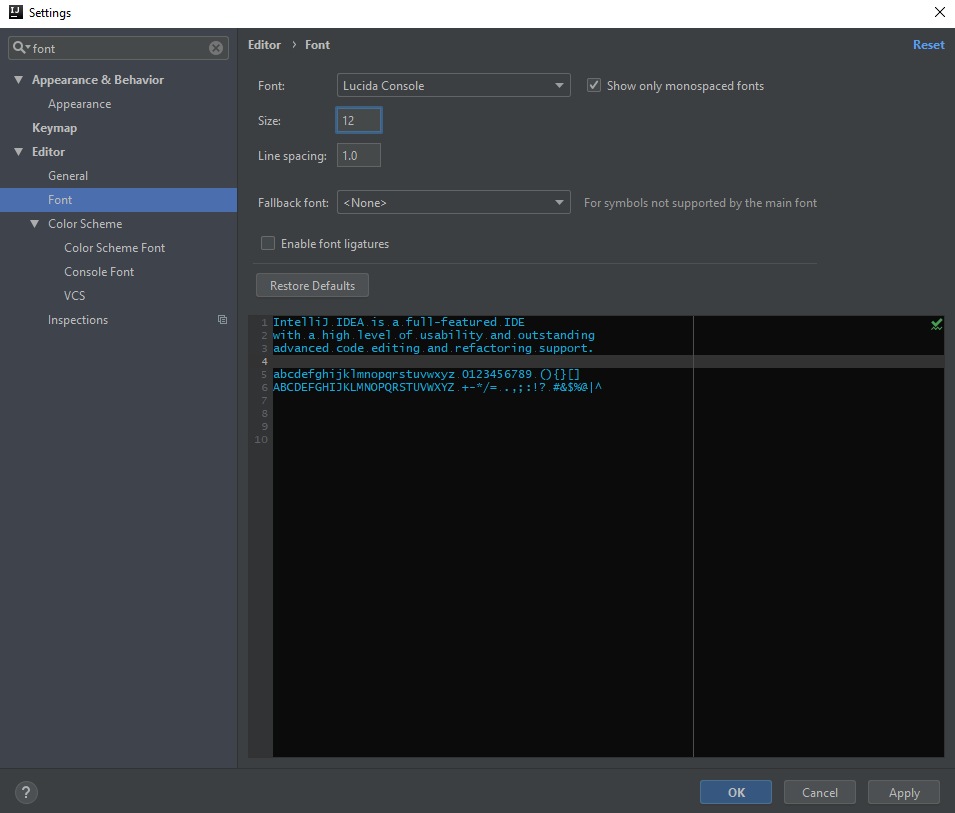 IJ Settings
font
Editor › Font
Reset
Appearance & Behavior
Appearance
Keymap
Editor
General
Font
Color Scheme
Color Scheme Font
Console Font
VCS
Inspections
Font: Lucida Console Show only monospaced fonts
Size: 12
Line spacing: 1.0
Fallback font: <None> For symbols not supported by the main font
Enable font ligatures
Restore Defaults
1 IntelliJ.IDEA.is.a.full-featured.IDE
2 with.a.high.level.of.usability.and.outstanding
3 advanced.code.editing.and.refactoring.support.
4
5 abcdefghijklmnopqrstuvwxyz.0123456789.(){}[]
6 ABCDEFGHIJKLMNOPQRSTUVWXYZ.+-*/=..,;:!?.#&$%@|^
7
8
9
10
? OK Cancel Apply